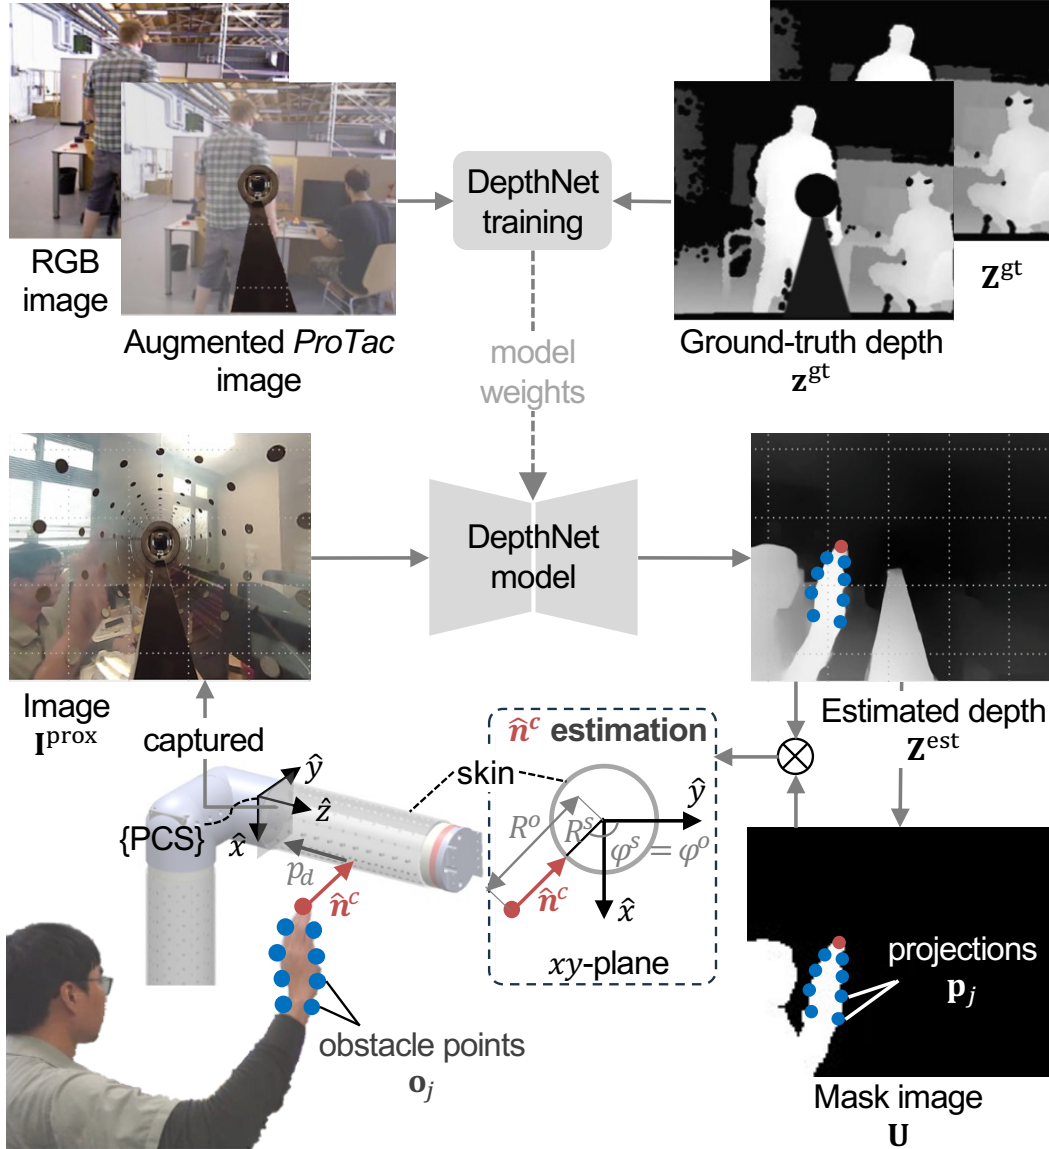 RGB
image
Augmented ProTac
image
DepthNet
training
Z^gt
Ground-truth depth
z^gt
model
weights
DepthNet
model
Image
I^prox
captured
ŷ
ẑ
x̂
{PCS}
p_d
n̂^c
skin
n̂^c estimation
ŷ
R^o
R^s
φ^s = φ^o
n̂^c
x̂
xy-plane
Estimated depth
Z^est
obstacle points
o_j
projections
p_j
Mask image
U